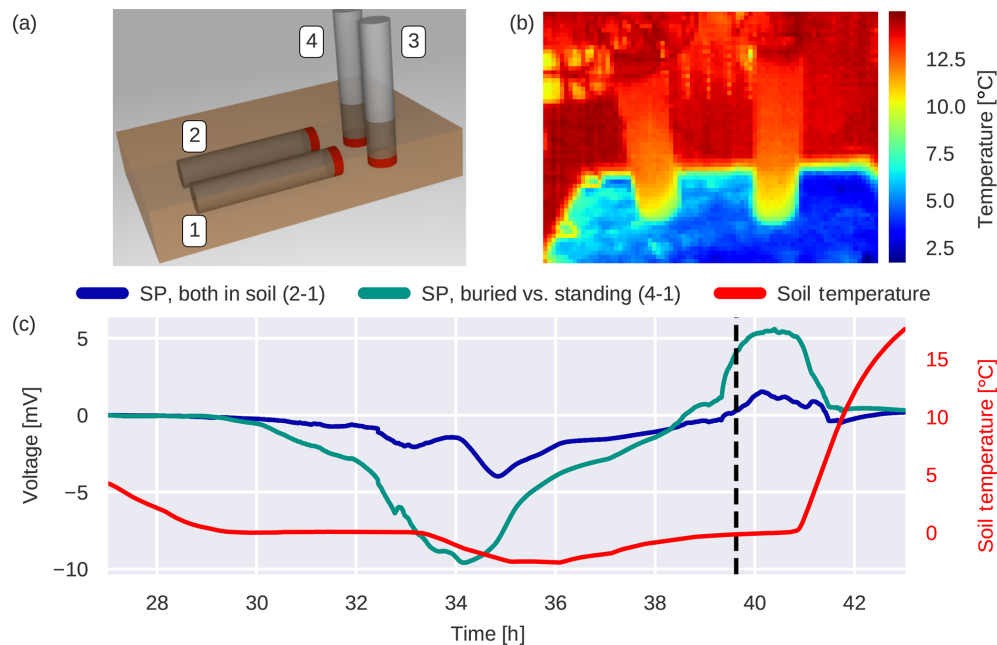 (a)
4
3
2
1
(b)
12.5
10.0
7.5
5.0
2.5
Temperature [°C]
SP, both in soil (2-1) SP, buried vs. standing (4-1) Soil temperature
(c)
5
0
−5
−10
Voltage [mV]
15
10
5
0
Soil temperature [°C]
28 30 32 34 36 38 40 42
Time [h]